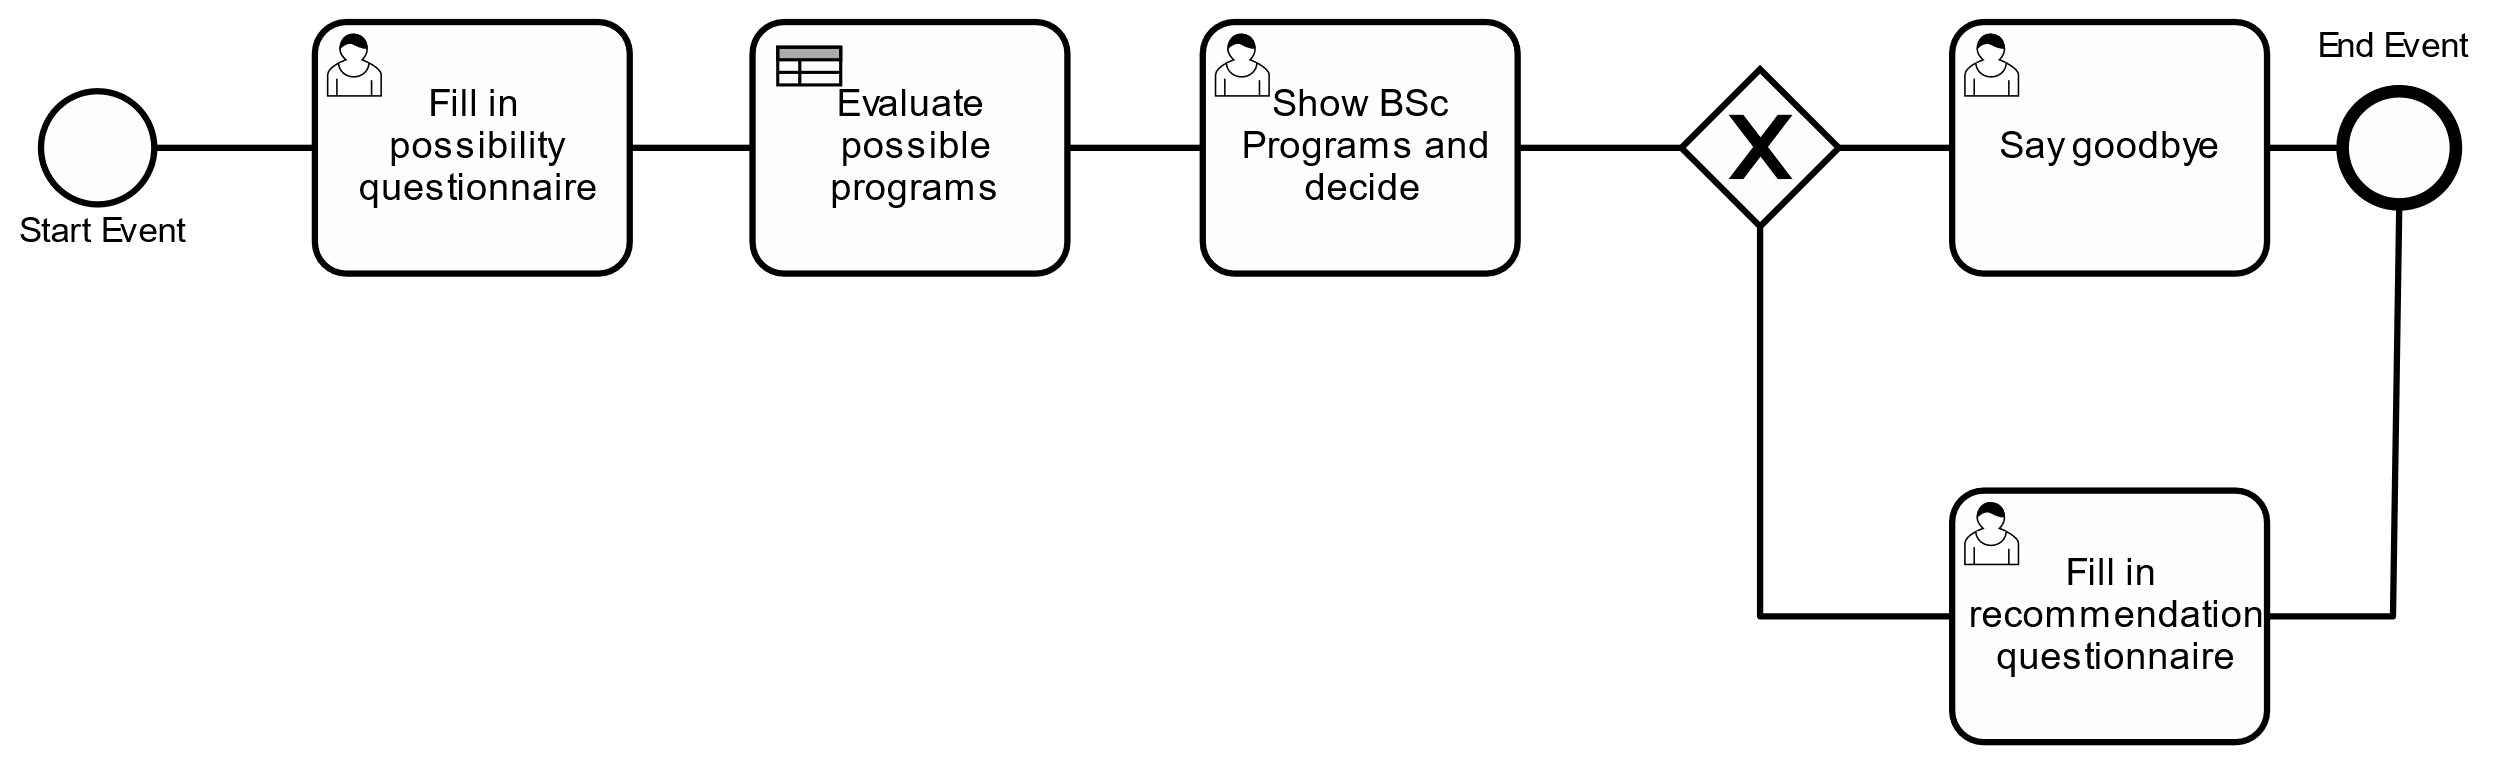 Start Event
Fill in
possibility
questionnaire
Evaluate
possible
programs
Show BSc
Programs and
decide
X
Say goodbye
End Event
Fill in
recommendation
questionnaire